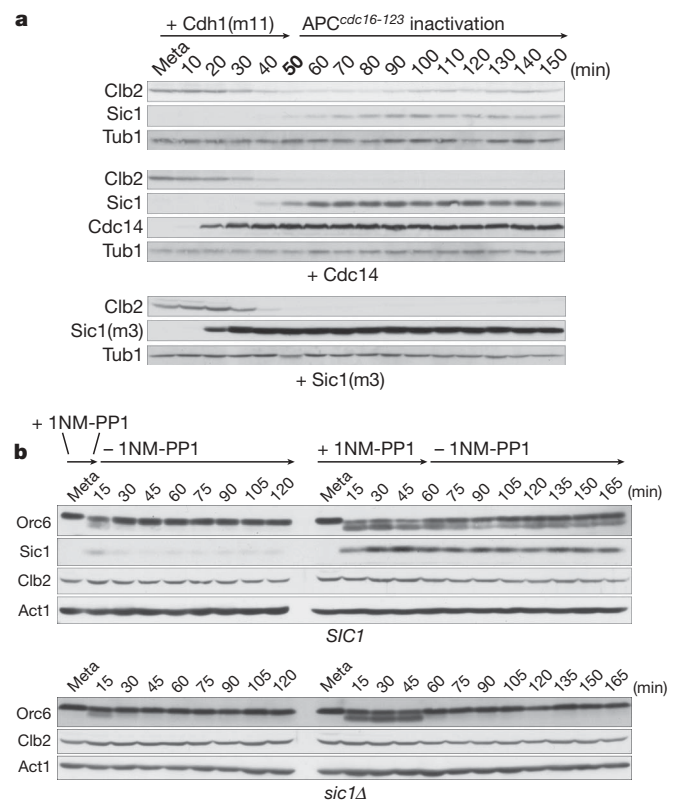 a
+ Cdh1(m11) APCcdc16-123 inactivation
Meta 10 20 30 40 50 60 70 80 90 100 110 120 130 140 150 (min)
Clb2
Sic1
Tub1
Clb2
Sic1
Cdc14
Tub1
+ Cdc14
Clb2
Sic1(m3)
Tub1
+ Sic1(m3)
+ 1NM-PP1
b
– 1NM-PP1 + 1NM-PP1 – 1NM-PP1
Meta 15 30 45 60 75 90 105 120 Meta 15 30 45 60 75 90 105 120 135 150 165 (min)
Orc6
Sic1
Clb2
Act1
SIC1
Meta 15 30 45 60 75 90 105 120 Meta 15 30 45 60 75 90 105 120 135 150 165 (min)
Orc6
Clb2
Act1
sic1Δ